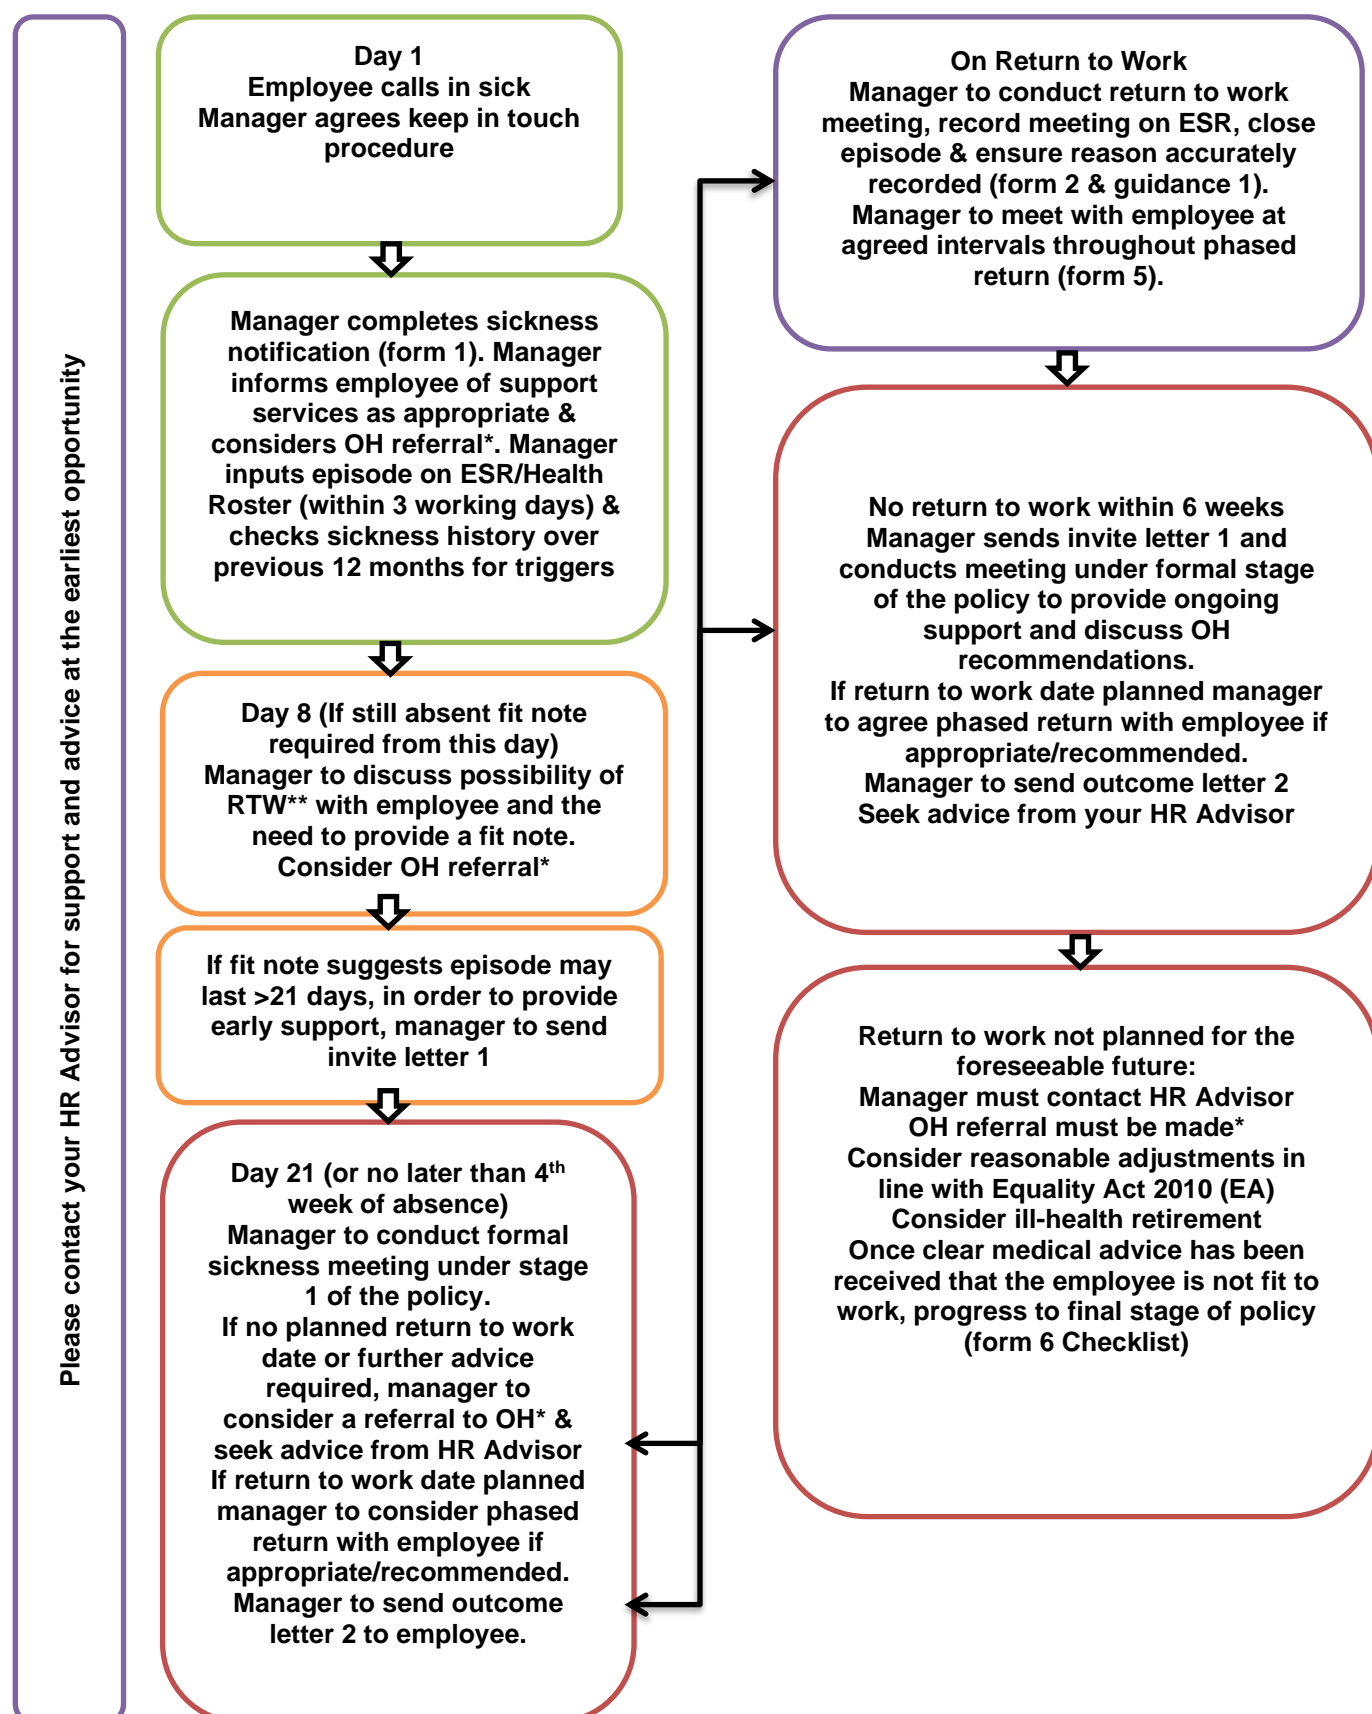 Please contact your HR Advisor for support and advice at the earliest opportunity
Day 1
Employee calls in sick
Manager agrees keep in touch
procedure
Manager completes sickness
notification (form 1). Manager
informs employee of support
services as appropriate &
considers OH referral*. Manager
inputs episode on ESR/Health
Roster (within 3 working days) &
checks sickness history over
previous 12 months for triggers
Day 8 (If still absent fit note
required from this day)
Manager to discuss possibility of
RTW** with employee and the
need to provide a fit note.
Consider OH referral*
If fit note suggests episode may
last >21 days, in order to provide
early support, manager to send
invite letter 1
Day 21 (or no later than 4th
week of absence)
Manager to conduct formal
sickness meeting under stage
1 of the policy.
If no planned return to work
date or further advice
required, manager to
consider a referral to OH* &
seek advice from HR Advisor
If return to work date planned
manager to consider phased
return with employee if
appropriate/recommended.
Manager to send outcome
letter 2 to employee.
On Return to Work
Manager to conduct return to work
meeting, record meeting on ESR, close
episode & ensure reason accurately
recorded (form 2 & guidance 1).
Manager to meet with employee at
agreed intervals throughout phased
return (form 5).
No return to work within 6 weeks
Manager sends invite letter 1 and
conducts meeting under formal stage
of the policy to provide ongoing
support and discuss OH
recommendations.
If return to work date planned manager
to agree phased return with employee if
appropriate/recommended.
Manager to send outcome letter 2
Seek advice from your HR Advisor
Return to work not planned for the
foreseeable future:
Manager must contact HR Advisor
OH referral must be made*
Consider reasonable adjustments in
line with Equality Act 2010 (EA)
Consider ill-health retirement
Once clear medical advice has been
received that the employee is not fit to
work, progress to final stage of policy
(form 6 Checklist)